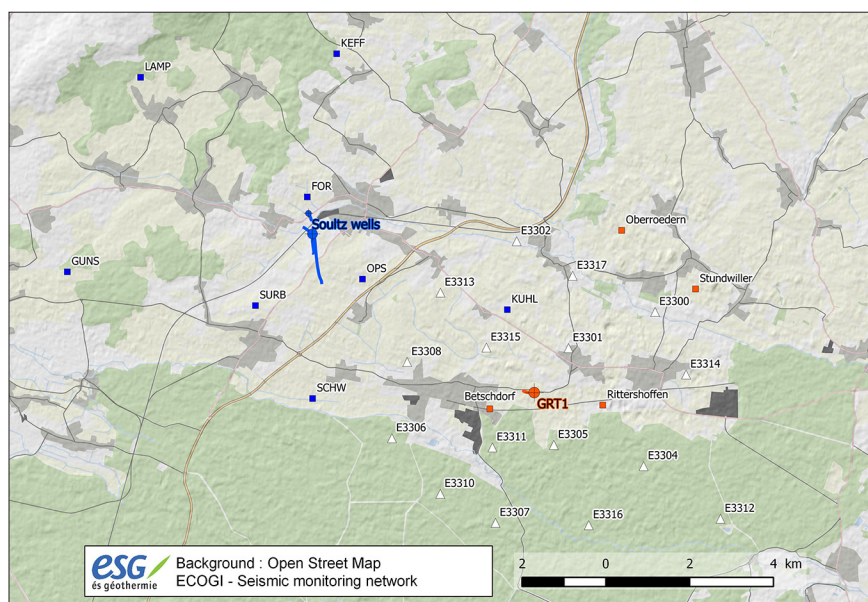 KEFF
LAMP
FOR
Soultz wells
Oberroedern
E3302
GUNS
OPS
E3317
Stundwiller
E3313
SURB
KUHL
E3300
E3315
E3301
E3308
E3314
SCHW
Betschdorf
GRT1
Rittershoffen
E3306
E3311
E3305
E3304
E3310
E3307
E3316
E3312
esg
és géothermie
Background : Open Street Map
ECOGI - Seismic monitoring network
2 0 2 4 km